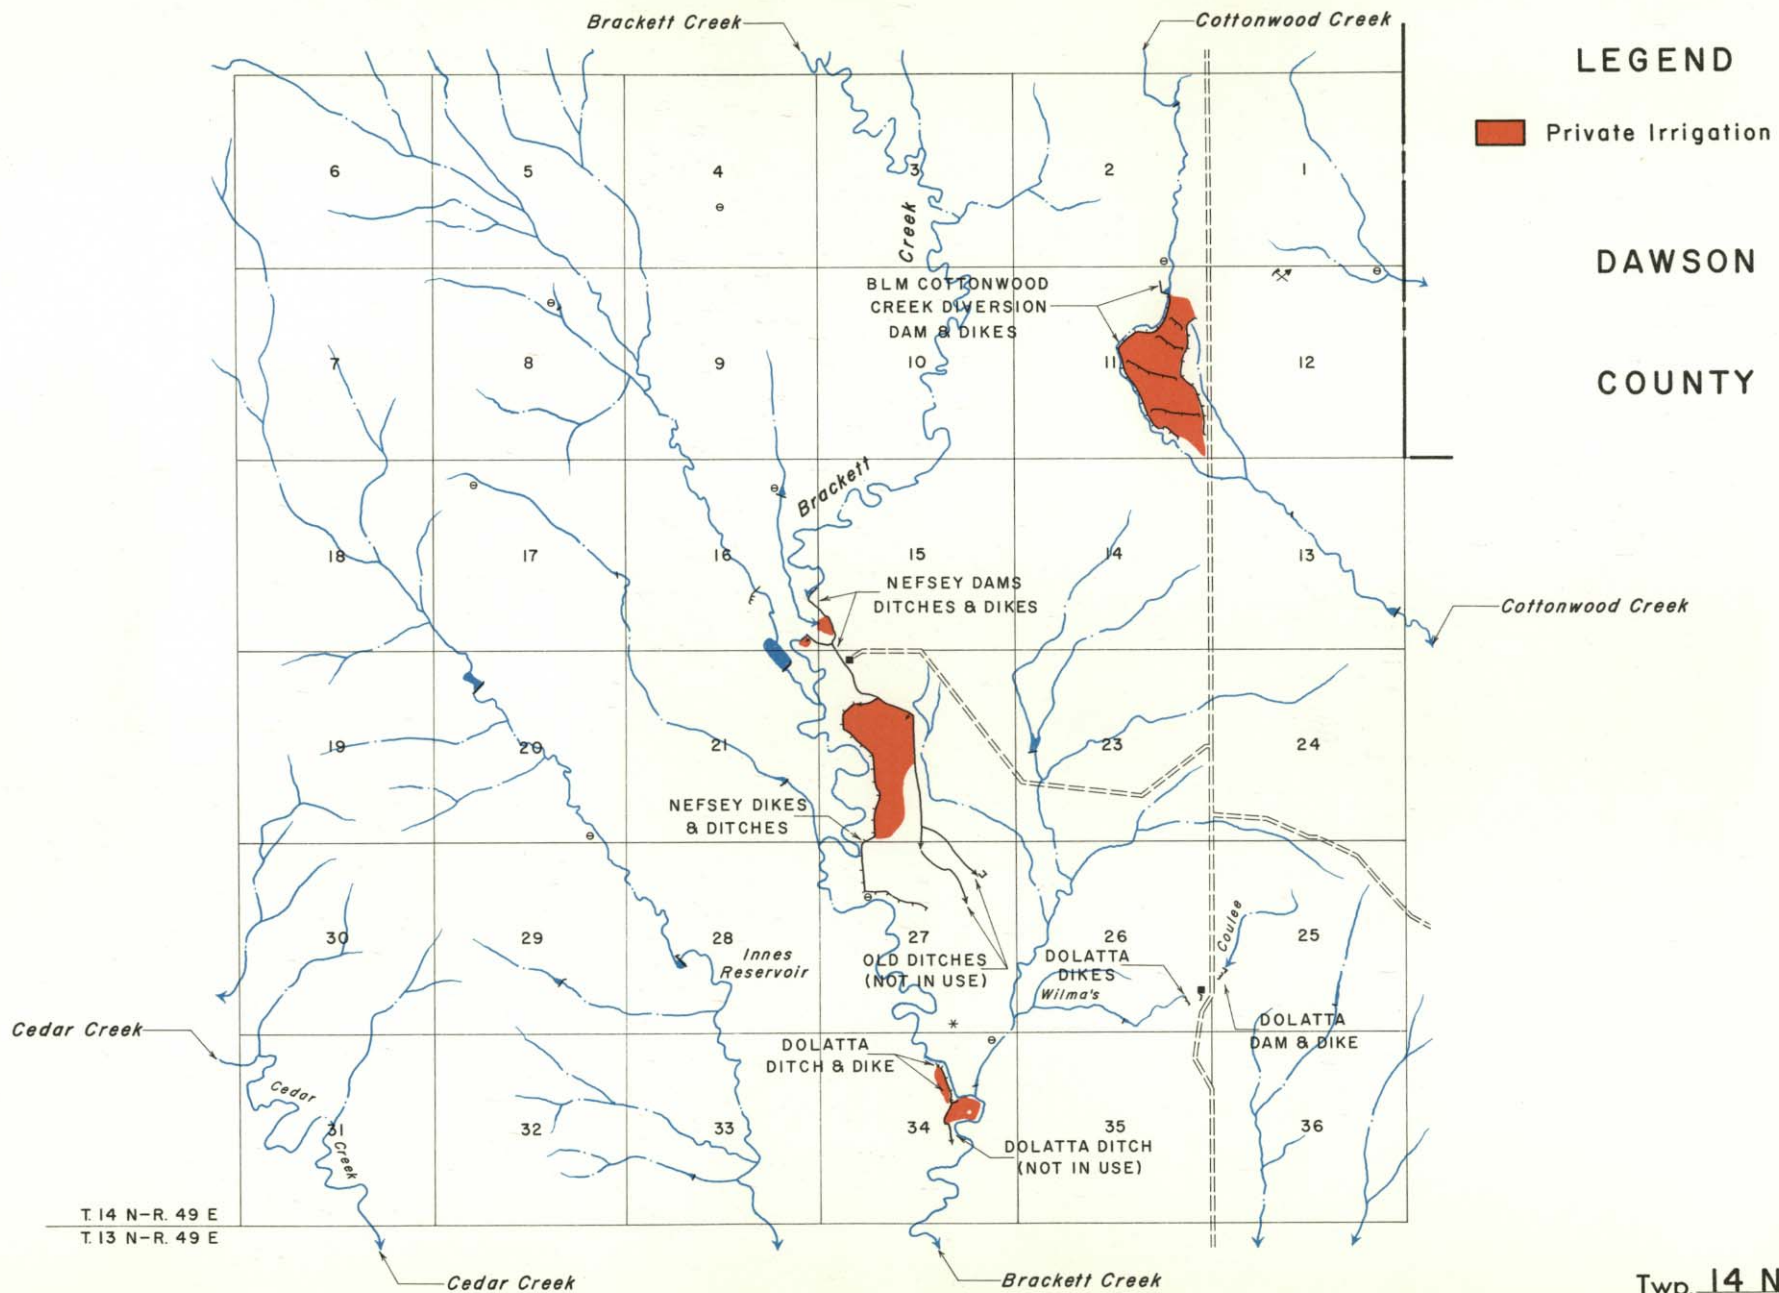 Brackett Creek
Cottonwood Creek
LEGEND
Private Irrigation
6
5
4
3
2
1
Creek
DAWSON
COUNTY
BLM COTTONWOOD
CREEK DIVERSION
DAM & DIKES
7
8
9
10
11
12
Brackett
18
17
16
15
14
13
NEFSEY DAMS
DITCHES & DIKES
Cottonwood Creek
19
20
21
23
24
NEFSEY DIKES
& DITCHES
30
29
28
27
26
25
Innes
Reservoir
OLD DITCHES
(NOT IN USE)
DOLATTA
DIKES
Wilma's
Coulee
DOLATTA
DAM & DIKE
Cedar Creek
Cedar
Creek
DOLATTA
DITCH & DIKE
31
32
33
34
35
36
DOLATTA DITCH
(NOT IN USE)
T. 14 N-R. 49 E
T. 13 N-R. 49 E
Cedar Creek
Brackett Creek
Twp. 14 N